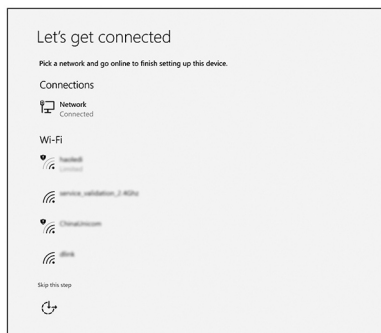 Let's get connected
Pick a network and go online to finish setting up this device.
Connections
Network
Connected
Wi-Fi
Limited
service_validation_2.4Ghz
ChinaUnicom
dlink
Skip this step